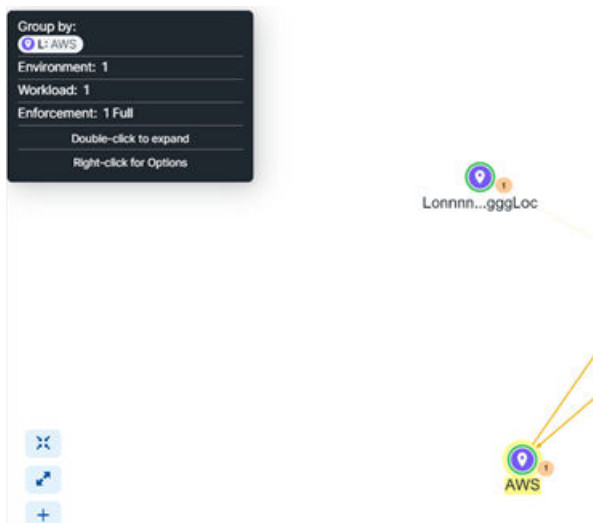 Group by:
L: AWS
Environment: 1
Workload: 1
Enforcement: 1 Full
Double-click to expand
Right-click for Options
1
Lonnnn...gggLoc
1
AWS